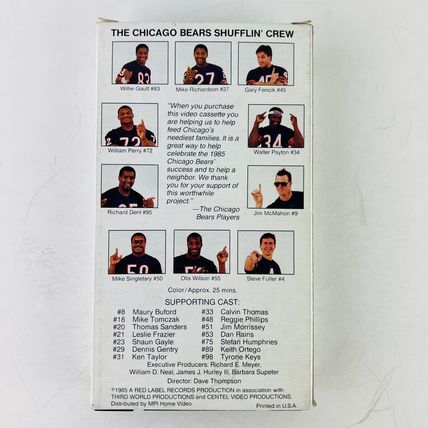 THE CHICAGO BEARS SHUFFLIN' CREW
83
27
45
Willie Gault #83
Mike Richardson #27
Gary Fencik #45
"When you purchase
this video cassette you
are helping us to help
feed Chicago's
neediest families. It is a
great way to help
celebrate the 1985
Chicago Bears'
success and to help a
neighbor. We thank
you for your support of
this worthwhile
project."
—The Chicago
Bears Players
72
34
William Perry #72
Walter Payton #34
Richard Dent #95
Jim McMahon #9
50
55
4
Mike Singletary #50
Otis Wilson #55
Steve Fuller #4
Color/Approx. 25 mins.
SUPPORTING CAST:
#8 Maury Buford #33 Calvin Thomas
#18 Mike Tomczak #48 Reggie Phillips
#20 Thomas Sanders #51 Jim Morrissey
#21 Leslie Frazier #53 Dan Rains
#23 Shaun Gayle #75 Stefan Humphries
#29 Dennis Gentry #89 Keith Ortego
#31 Ken Taylor #98 Tyrone Keys
Executive Producers: Richard E. Meyer,
William D. Neal, James J. Hurley III, Barbara Supeter
Director: Dave Thompson
©1985 A RED LABEL RECORDS PRODUCTION in association with
THIRD WORLD PRODUCTIONS and CENTEL VIDEO PRODUCTIONS
Distributed by MPI Home Video. Printed in U.S.A.